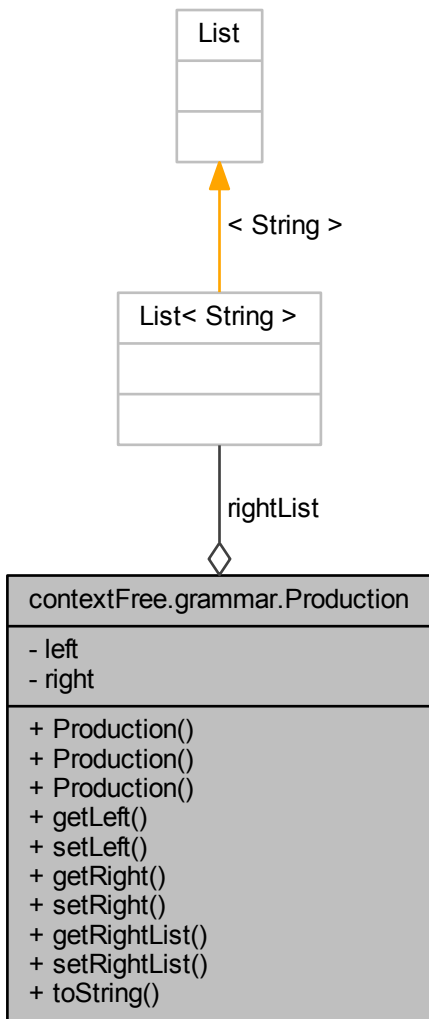 List
< String >
List< String >
rightList
contextFree.grammar.Production
- left
- right
+ Production()
+ Production()
+ Production()
+ getLeft()
+ setLeft()
+ getRight()
+ setRight()
+ getRightList()
+ setRightList()
+ toString()